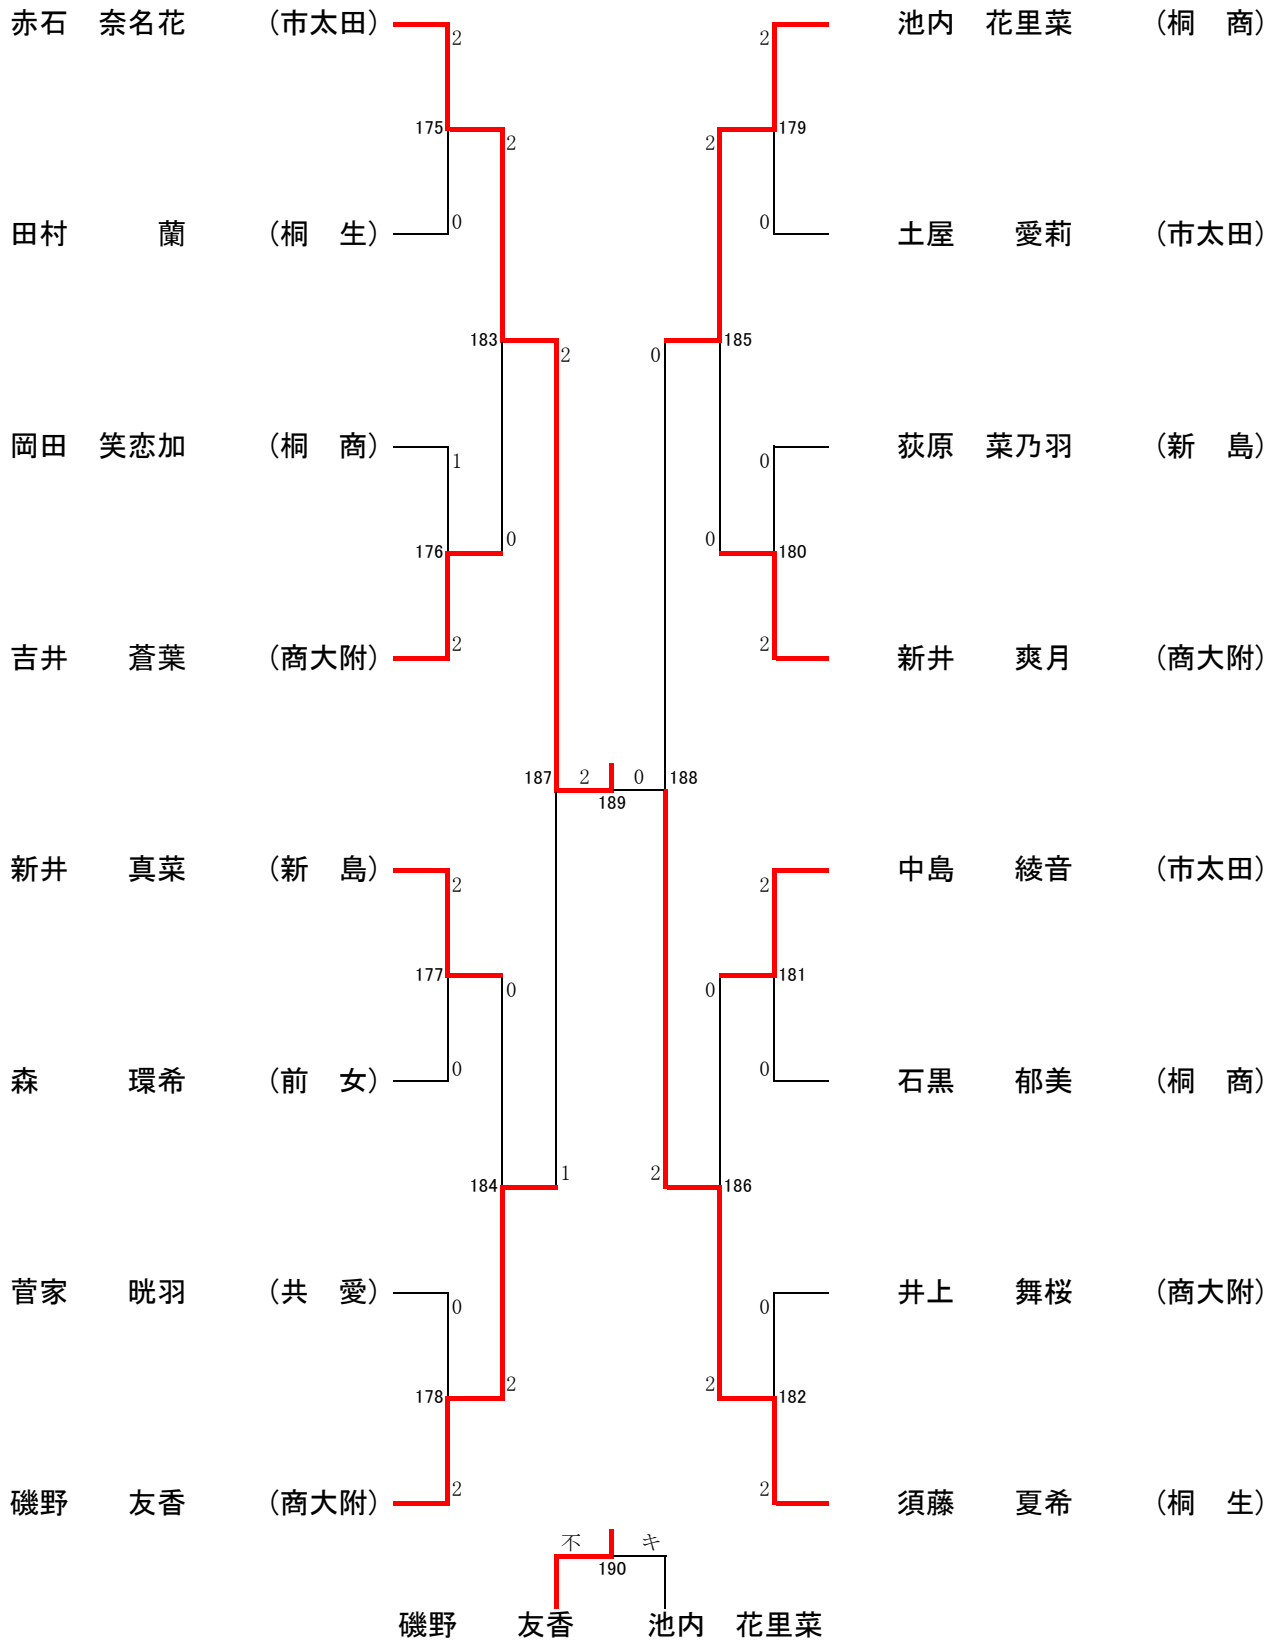 赤石 奈名花 (市太田) 2 2 池内 花里菜 (桐 商)
175 2 2 179
田村 蘭 (桐 生) 0 0 土屋 愛莉 (市太田)
183 2 0 185
岡田 笑恋加 (桐 商) 1 0 荻原 菜乃羽 (新 島)
176 0 0 180
吉井 蒼葉 (商大附) 2 2 新井 爽月 (商大附)
187 2 0 188
189
新井 真菜 (新 島) 2 2 中島 綾音 (市太田)
177 0 0 181
森 環希 (前 女) 0 0 石黒 郁美 (桐 商)
184 1 2 186
菅家 晄羽 (共 愛) 0 0 井上 舞桜 (商大附)
178 2 2 182
磯野 友香 (商大附) 2 2 須藤 夏希 (桐 生)
不 キ
190
磯野 友香 池内 花里菜